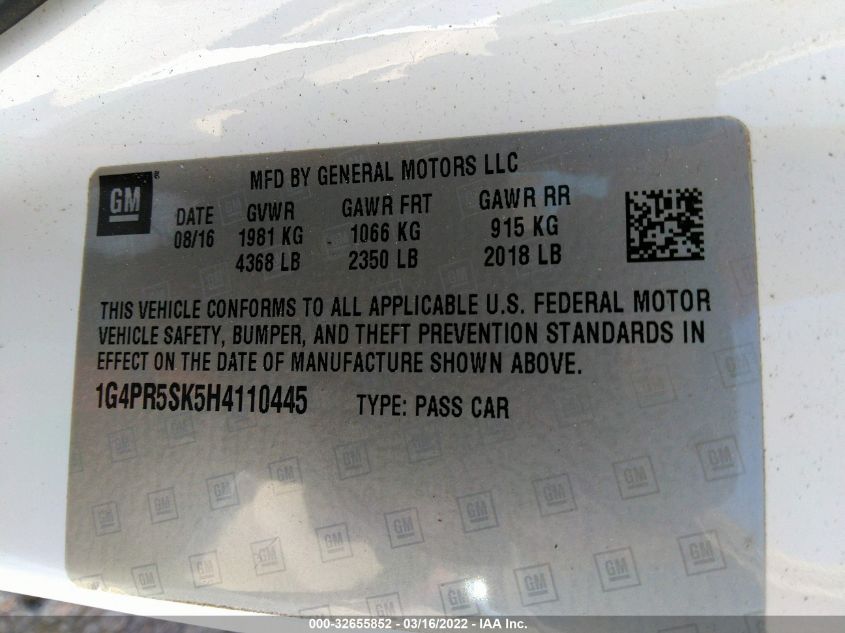 MFD BY GENERAL MOTORS LLC
GM ®
DATE GVWR GAWR FRT GAWR RR
08/16 1981 KG 1066 KG 915 KG
4368 LB 2350 LB 2018 LB
THIS VEHICLE CONFORMS TO ALL APPLICABLE U.S. FEDERAL MOTOR
VEHICLE SAFETY, BUMPER, AND THEFT PREVENTION STANDARDS IN
EFFECT ON THE DATE OF MANUFACTURE SHOWN ABOVE.
1G4PR5SK5H4110445 TYPE: PASS CAR
000-32655852 - 03/16/2022 - IAA Inc.